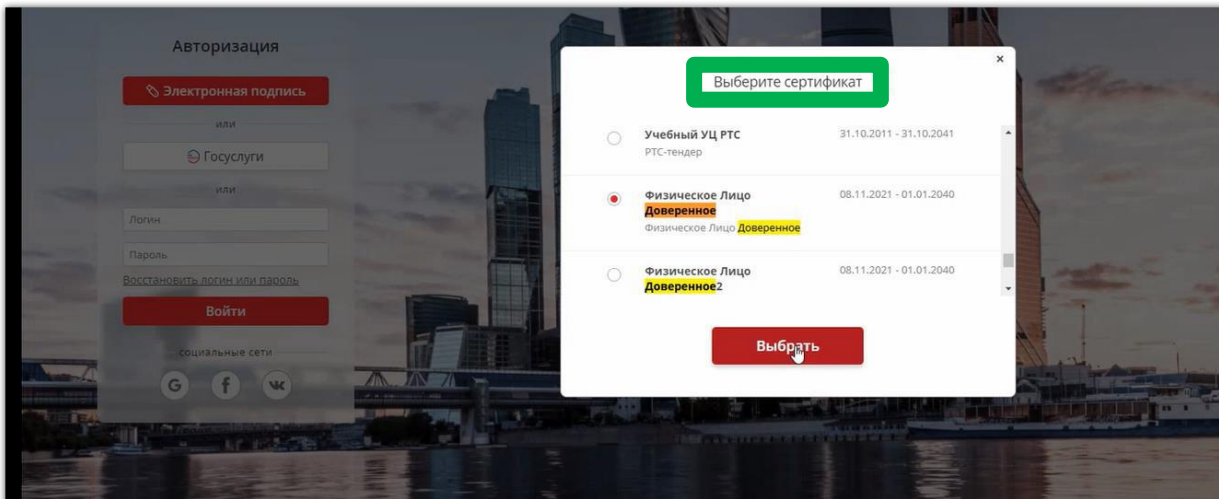 Авторизация
Электронная подпись
или
Госуслуги
или
Логин
Пароль
Восстановить логин или пароль
Войти
социальные сети
G f
×
Выберите сертификат
Учебный УЦ РТС 31.10.2011 - 31.10.2041
РТС-тендер
Физическое Лицо 08.11.2021 - 01.01.2040
Доверенное
Физическое Лицо Доверенное
Физическое Лицо 08.11.2021 - 01.01.2040
Доверенное2
Выбрать